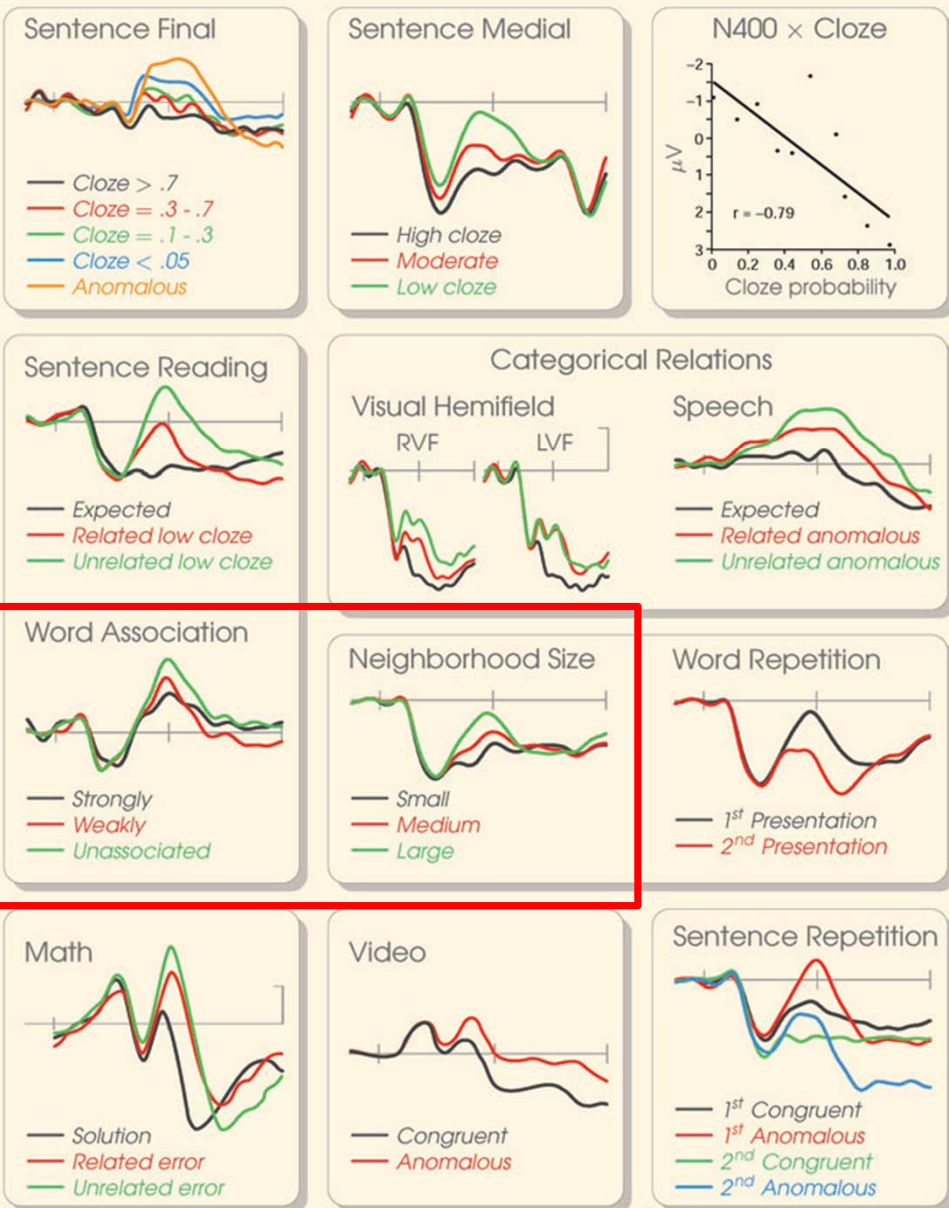 Sentence Final
Cloze > .7
Cloze = .3 - .7
Cloze = .1 - .3
Cloze < .05
Anomalous
Sentence Medial
High cloze
Moderate
Low cloze
N400 × Cloze
−2
−1
0
1
2
3
μV
r = −0.79
0 0.2 0.4 0.6 0.8 1.0
Cloze probability
Sentence Reading
Expected
Related low cloze
Unrelated low cloze
Categorical Relations
Visual Hemifield
RVF LVF
Speech
Expected
Related anomalous
Unrelated anomalous
Word Association
Strongly
Weakly
Unassociated
Neighborhood Size
Small
Medium
Large
Word Repetition
1st Presentation
2nd Presentation
Math
Solution
Related error
Unrelated error
Video
Congruent
Anomalous
Sentence Repetition
1st Congruent
1st Anomalous
2nd Congruent
2nd Anomalous